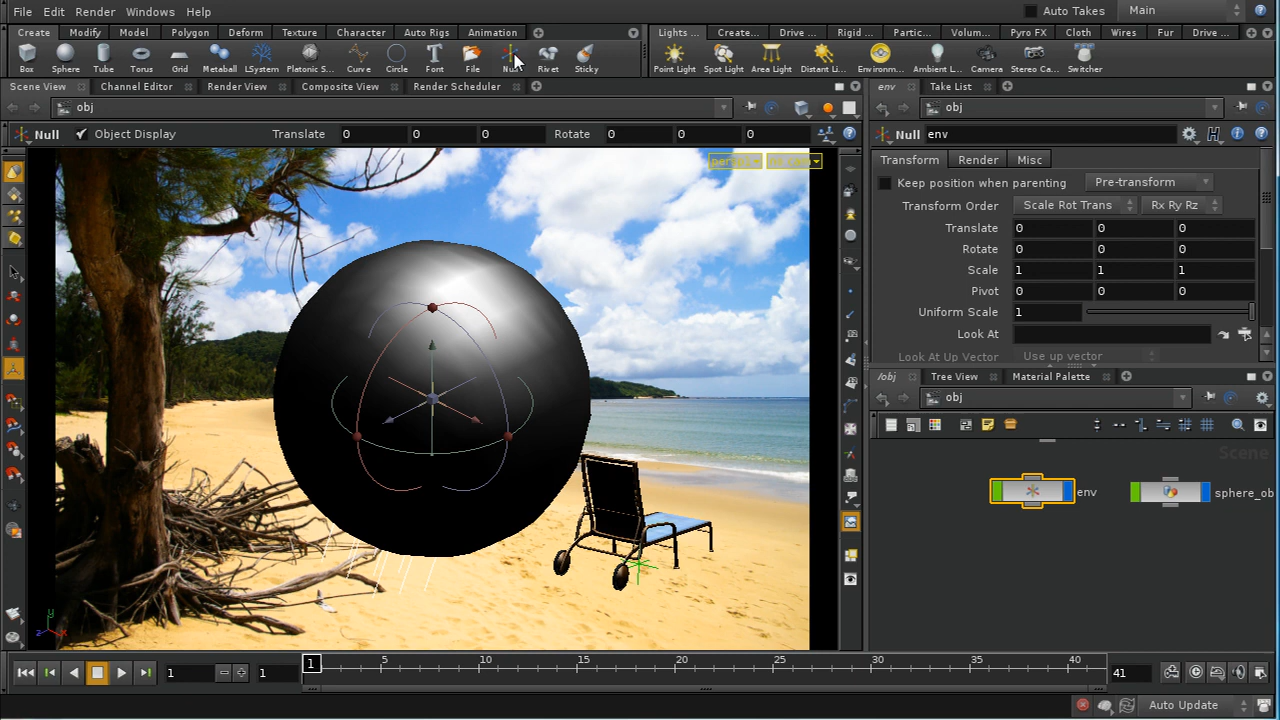 File Edit Render Windows Help Auto Takes Main
Create Modify Model Polygon Deform Texture Character Auto Rigs Animation Lights ... Create... Drive ... Rigid ... Partic... Volum... Pyro FX Cloth Wires Fur Drive ...
Box Sphere Tube Torus Grid Metaball LSystem Platonic S... Curve Circle Font File Null Rivet Sticky Point Light Spot Light Area Light Distant Li... Environm... Ambient L... Camera Stereo Ca... Switcher
Scene View Channel Editor Render View Composite View Render Scheduler env Take List
obj obj
Null Object Display Translate 0 0 0 Rotate 0 0 0 Null env
Transform Render Misc
Keep position when parenting Pre-transform
Transform Order Scale Rot Trans Rx Ry Rz
Translate 0 0 0
Rotate 0 0 0
Scale 1 1 1
Pivot 0 0 0
Uniform Scale 1
Look At
Look At Up Vector Use up vector
/obj Tree View Material Palette
obj
Scene
env sphere_ob
y
z x
1 1 1 5 10 15 20 25 30 35 40 41
Auto Update